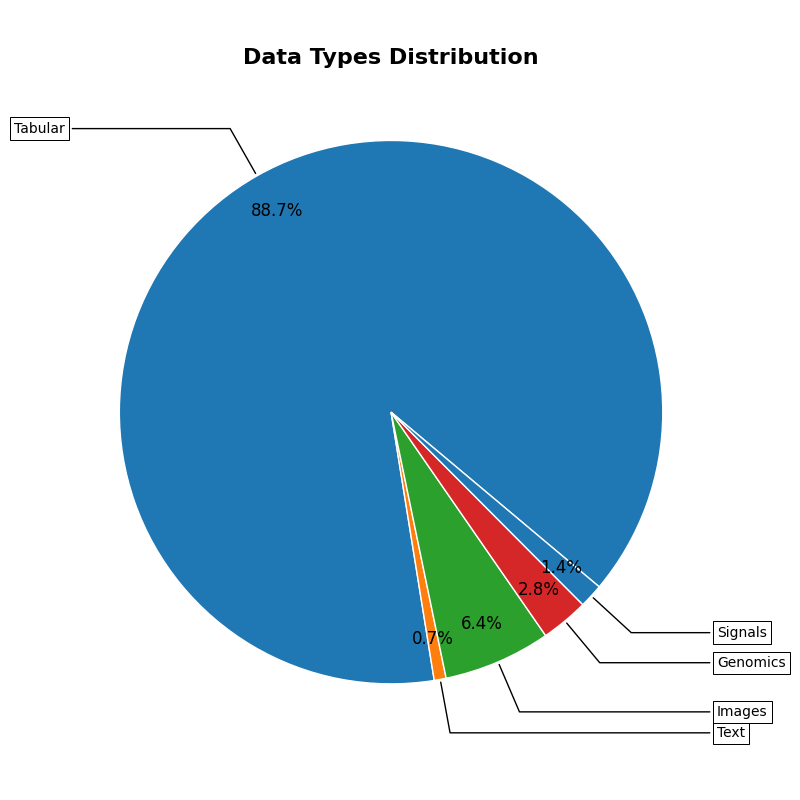 Data Types Distribution
Tabular
88.7%
1.4%
2.8%
6.4%
0.7%
Signals
Genomics
Images
Text